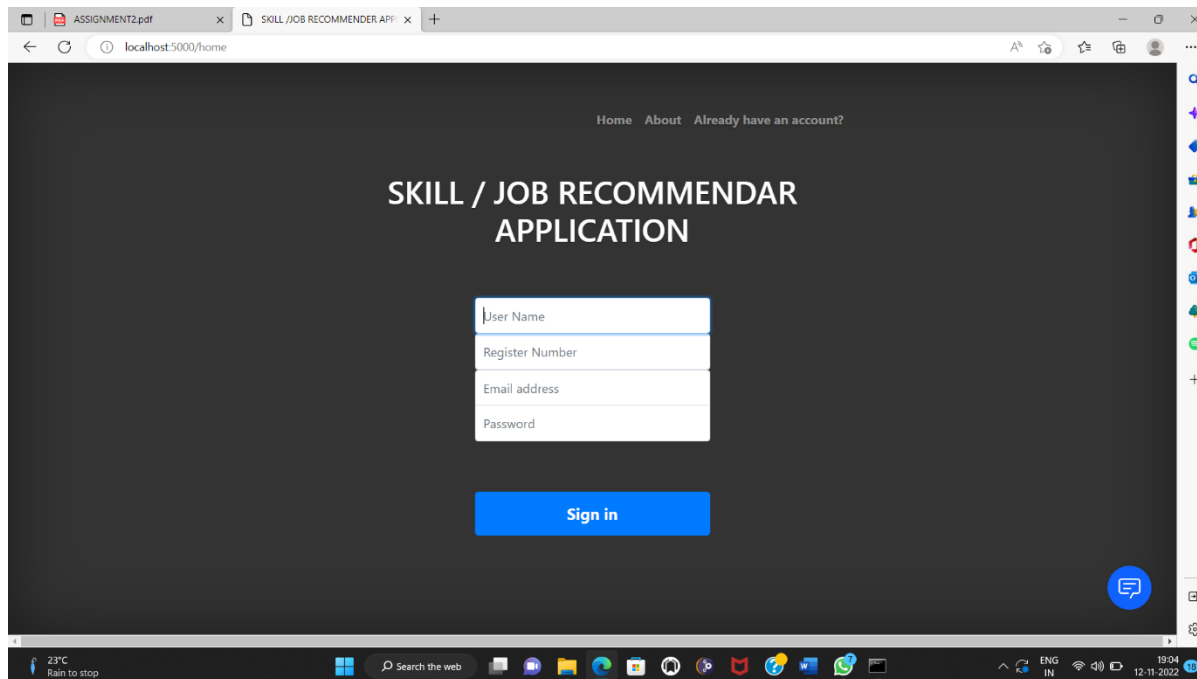 ASSIGNMENT2.pdf
SKILL /JOB RECOMMENDER APP
localhost:5000/home
Home About Already have an account?
SKILL / JOB RECOMMENDAR
APPLICATION
User Name
Register Number
Email address
Password
Sign in
23°C
Rain to stop
Search the web
ENG
IN
19:04
12-11-2022
18